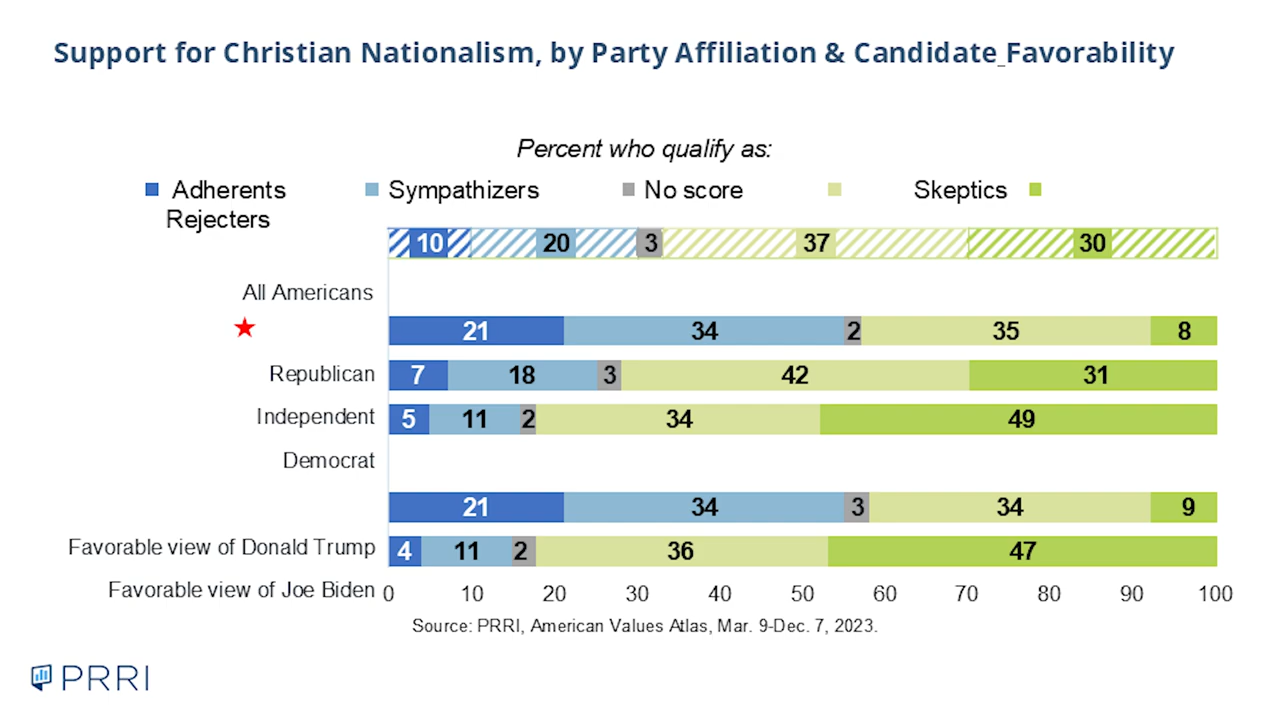 Support for Christian Nationalism, by Party Affiliation & Candidate_Favorability
Percent who qualify as:
Adherents Sympathizers No score Skeptics
Rejecters
10 20 3 37 30
All Americans
21 34 2 35 8
Republican 7 18 3 42 31
Independent 5 11 2 34 49
Democrat
21 34 3 34 9
Favorable view of Donald Trump 4 11 2 36 47
Favorable view of Joe Biden 0 10 20 30 40 50 60 70 80 90 100
Source: PRRI, American Values Atlas, Mar. 9-Dec. 7, 2023.
PRRI